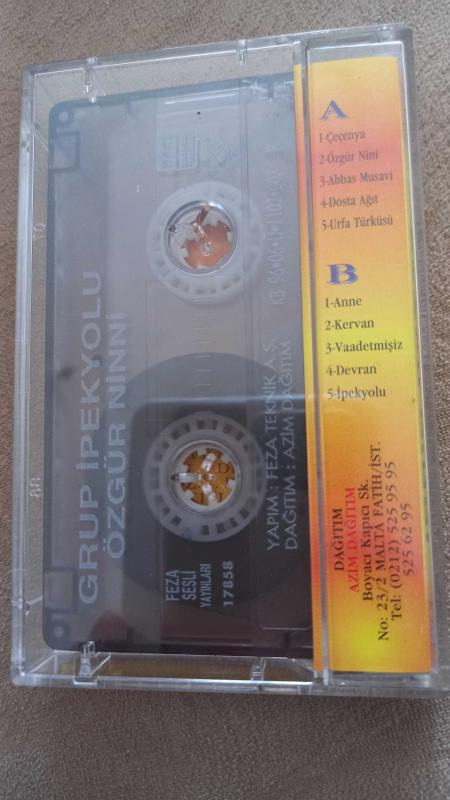 GRUP İPEKYOLU
ÖZGÜR NİNNİ
FEZA
SESLİ
YAYINLARI
17858
YAPIM : FEZA TEKNİK A.Ş.
DAĞITIM : AZİM DAĞITIM
A
1-Çeçenya
2-Özgür Nini
3-Abbas Musavi
4-Dosta Ağıt
5-Urfa Türküsü
B
1-Anne
2-Kervan
3-Vaadetmişiz
4-Devran
5-İpekyolu
DAĞITIM
AZİM DAĞITIM
Boyacı Kapıcı Sk.
No: 23/2 MALTA FATİH/İST.
Tel: (0212) 525 95 95
525 62 95